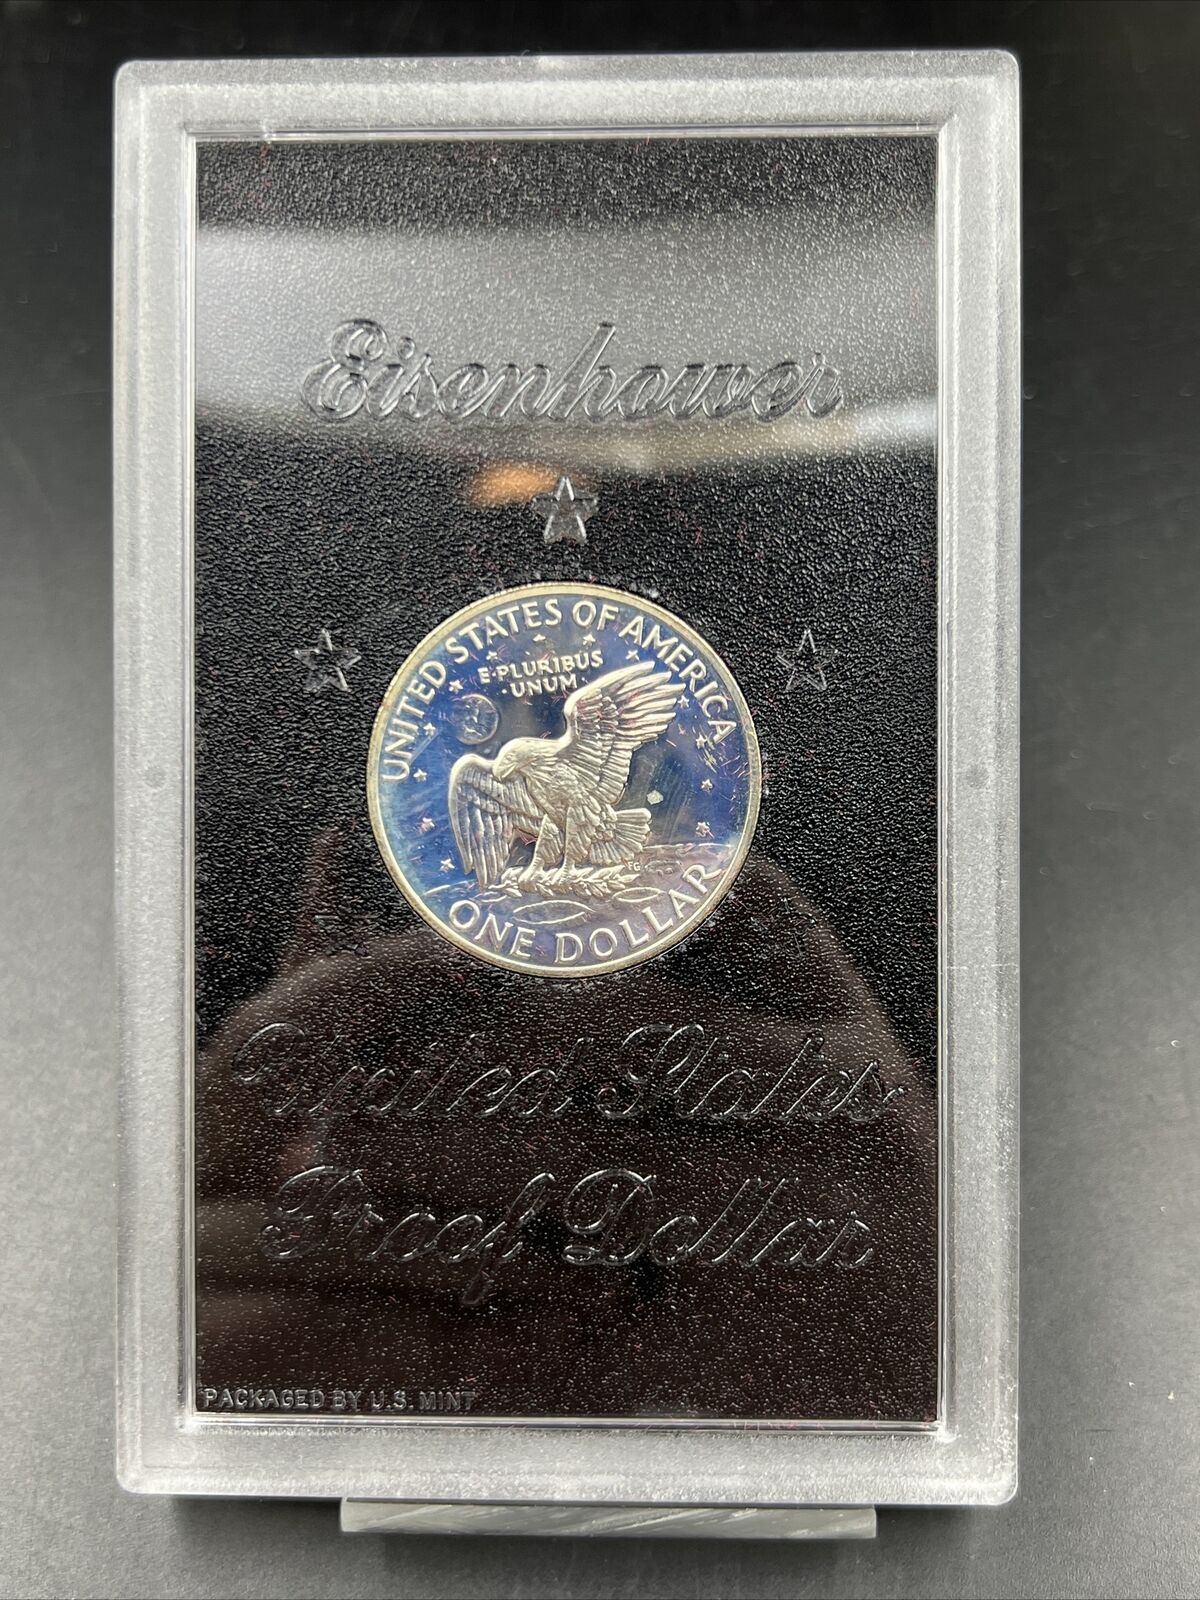 Eisenhower
UNITED STATES OF AMERICA
E·PLURIBUS
·UNUM·
FG
ONE DOLLAR
United States
Proof Dollar
PACKAGED BY U.S. MINT